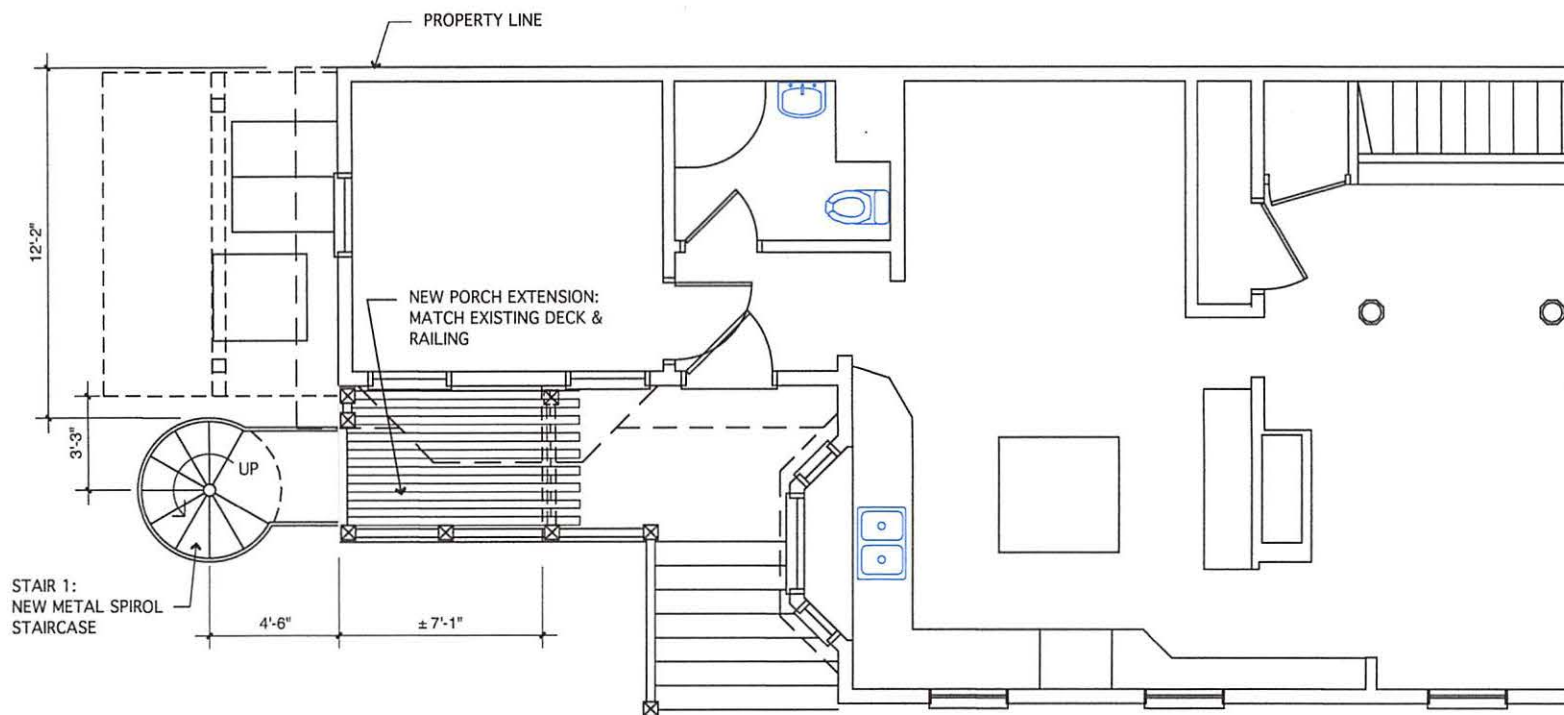 PROPERTY LINE
12'-2"
NEW PORCH EXTENSION:
MATCH EXISTING DECK &
RAILING
3'-3"
UP
STAIR 1:
NEW METAL SPIROL
STAIRCASE
4'-6"
± 7'-1"